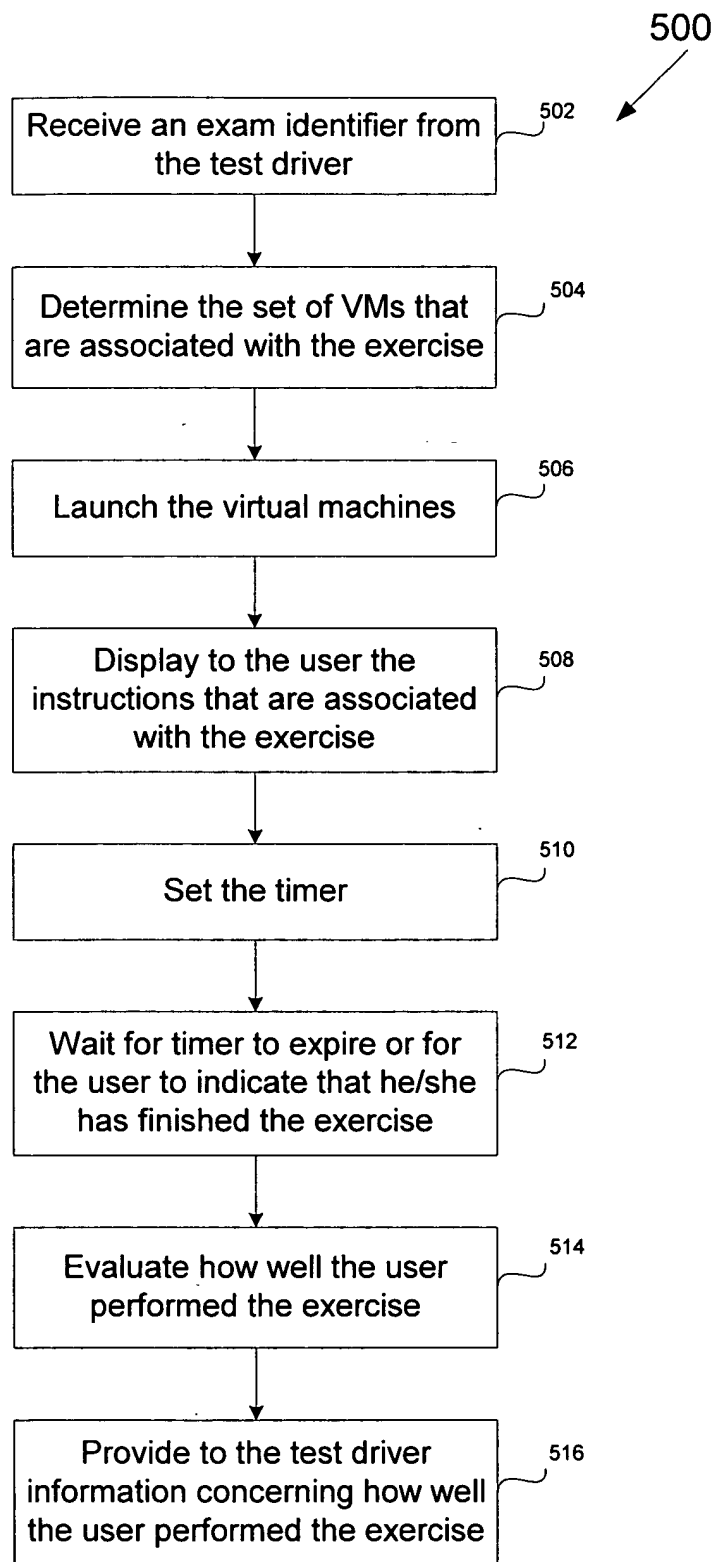 500
Receive an exam identifier from
the test driver
502
Determine the set of VMs that
are associated with the exercise
504
Launch the virtual machines
506
Display to the user the
instructions that are associated
with the exercise
508
Set the timer
510
Wait for timer to expire or for
the user to indicate that he/she
has finished the exercise
512
Evaluate how well the user
performed the exercise
514
Provide to the test driver
information concerning how well
the user performed the exercise
516